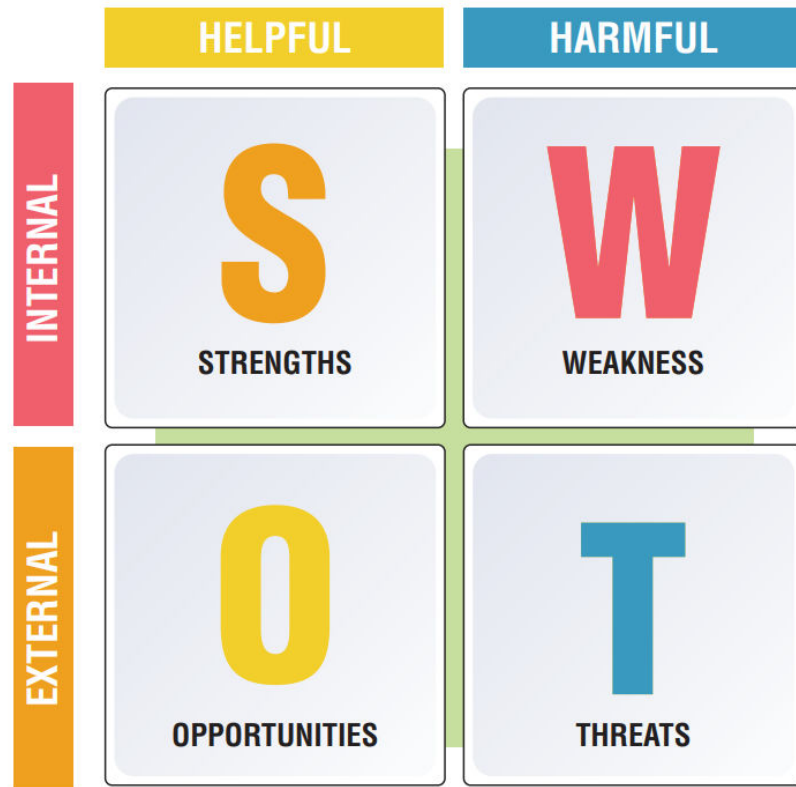 HELPFUL
HARMFUL
INTERNAL
S
STRENGTHS
W
WEAKNESS
EXTERNAL
O
OPPORTUNITIES
T
THREATS